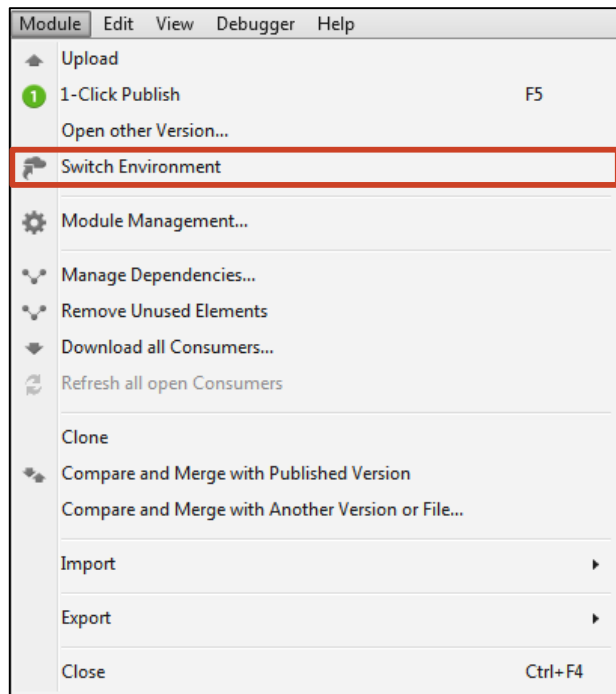 Module Edit View Debugger Help
Upload
1 1-Click Publish F5
Open other Version...
Switch Environment
Module Management...
Manage Dependencies...
Remove Unused Elements
Download all Consumers...
Refresh all open Consumers
Clone
Compare and Merge with Published Version
Compare and Merge with Another Version or File...
Import
Export
Close Ctrl+F4